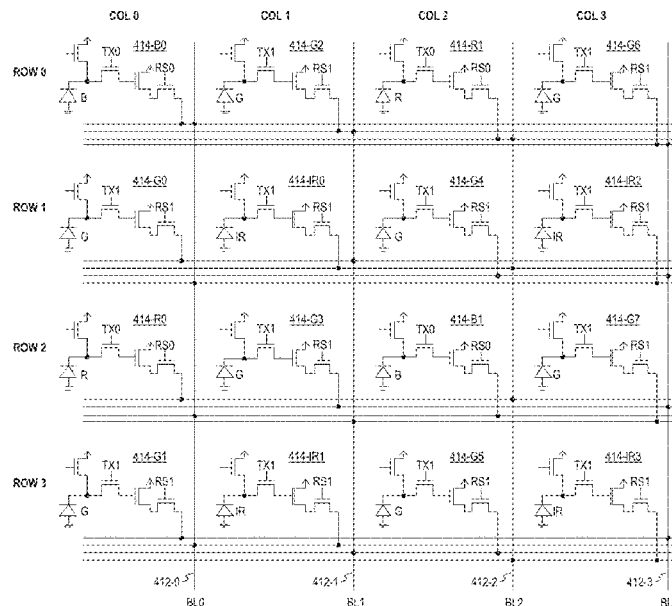 COL 0 COL 1 COL 2 COL 3
414-B0 414-G2 414-R1 414-G6
TX0 RS0 TX1 RS1 TX0 RS0 TX1 RS1
ROW 0
B G R G
414-G0 414-IR0 414-G4 414-IR2
TX1 RS1 TX1 RS1 TX1 RS1 TX1 RS1
ROW 1
G IR G IR
414-R0 414-G3 414-B1 414-G7
TX0 RS0 TX1 RS1 TX0 RS0 TX1 RS1
ROW 2
R G B G
414-G1 414-IR1 414-G5 414-IR3
TX1 RS1 TX1 RS1 TX1 RS1 TX1 RS1
ROW 3
G IR G IR
412-0 412-1 412-2 412-3
BL0 BL1 BL2